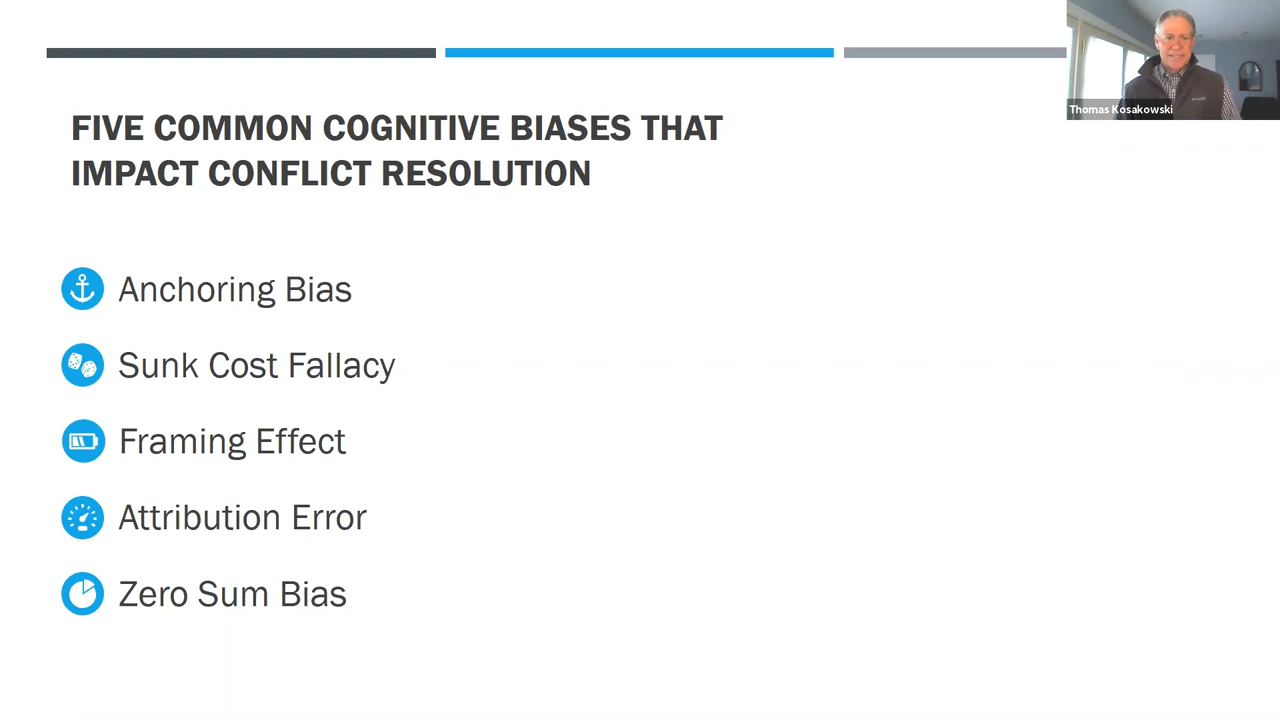 FIVE COMMON COGNITIVE BIASES THAT
IMPACT CONFLICT RESOLUTION
Thomas Kosakowski
Anchoring Bias
Sunk Cost Fallacy
Framing Effect
Attribution Error
Zero Sum Bias